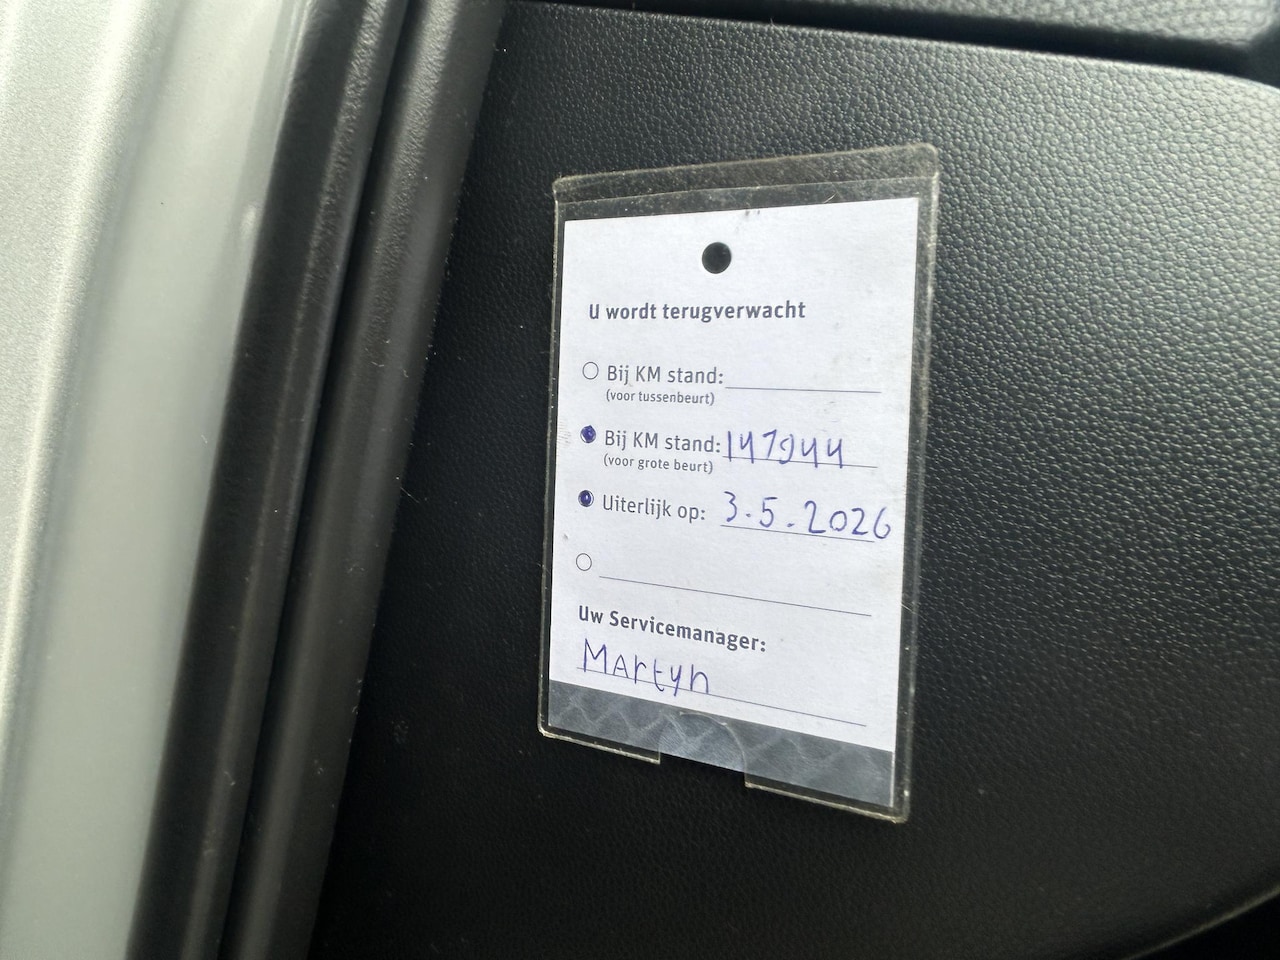 U wordt terugverwacht
Bij KM stand:
(voor tussenbeurt)
Bij KM stand: 147944
(voor grote beurt)
Uiterlijk op: 3.5.2026
Uw Servicemanager:
Martyn